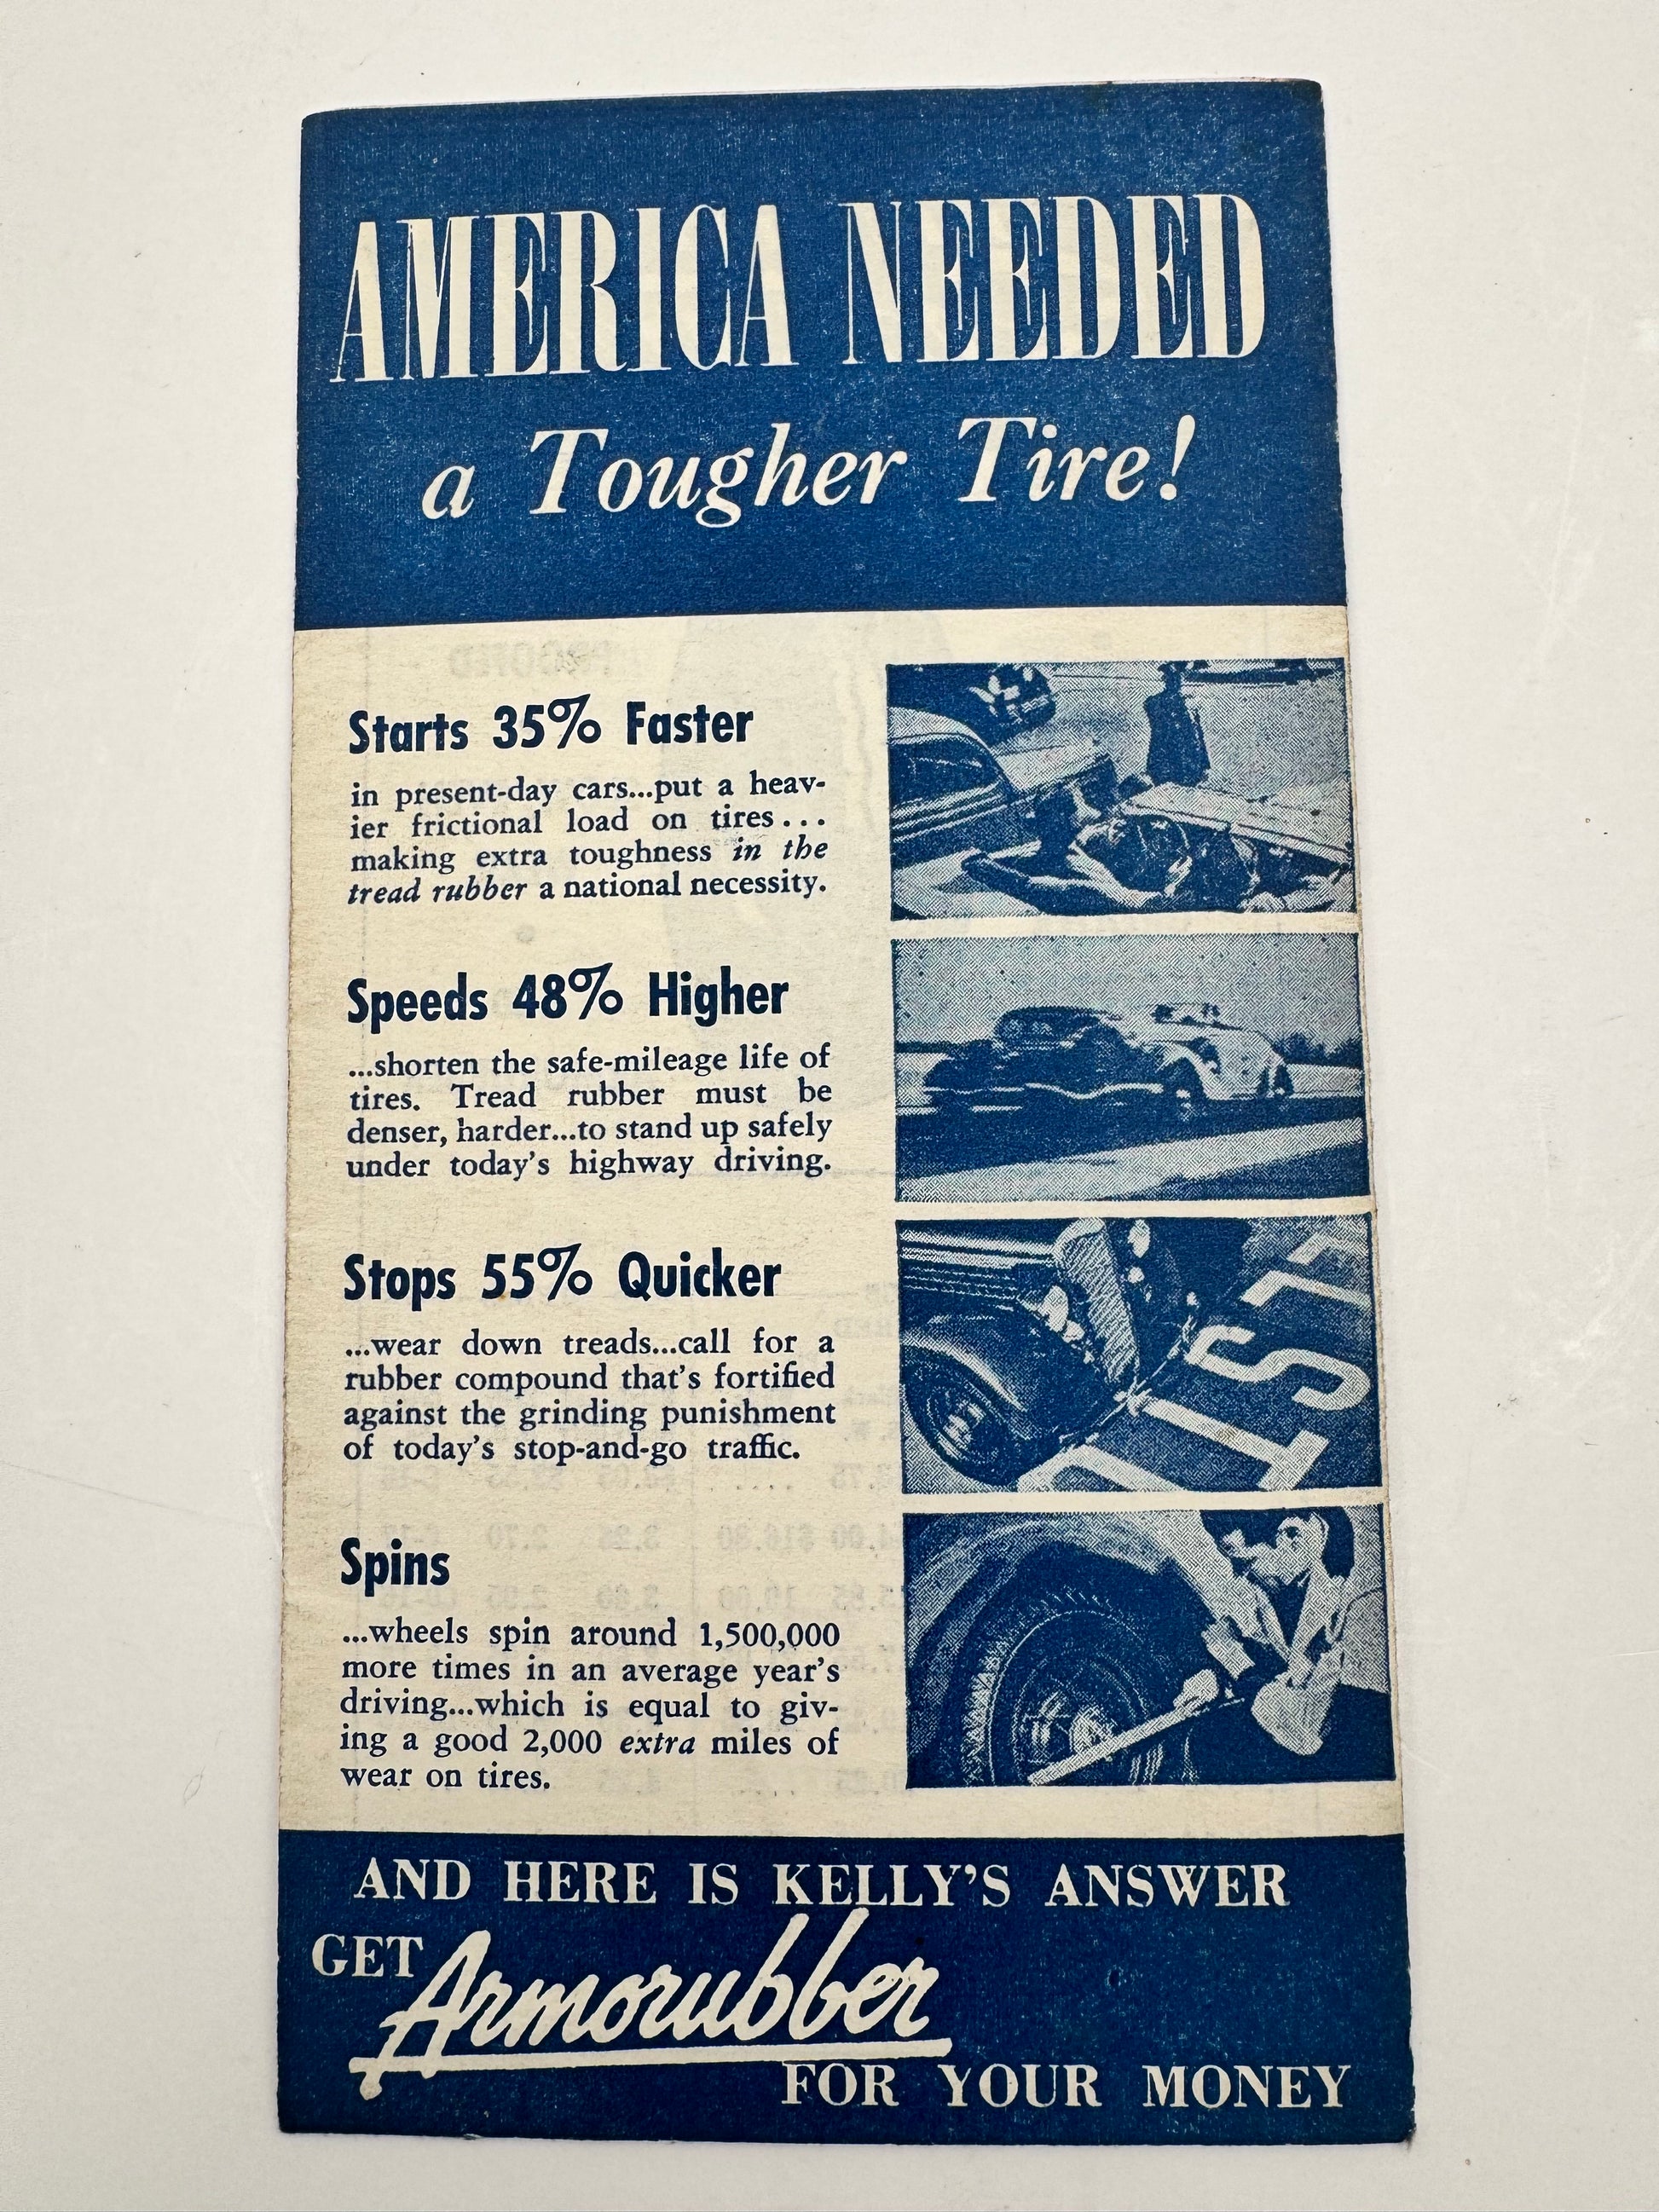 AMERICA NEEDED
a Tougher Tire!
Starts 35% Faster
in present-day cars...put a heav-
ier frictional load on tires...
making extra toughness in the
tread rubber a national necessity.
Speeds 48% Higher
...shorten the safe-mileage life of
tires. Tread rubber must be
denser, harder...to stand up safely
under today's highway driving.
Stops 55% Quicker
...wear down treads...call for a
rubber compound that's fortified
against the grinding punishment
of today's stop-and-go traffic.
Spins
...wheels spin around 1,500,000
more times in an average year's
driving...which is equal to giv-
ing a good 2,000 extra miles of
wear on tires.
AND HERE IS KELLY'S ANSWER
GET Armorubber
FOR YOUR MONEY